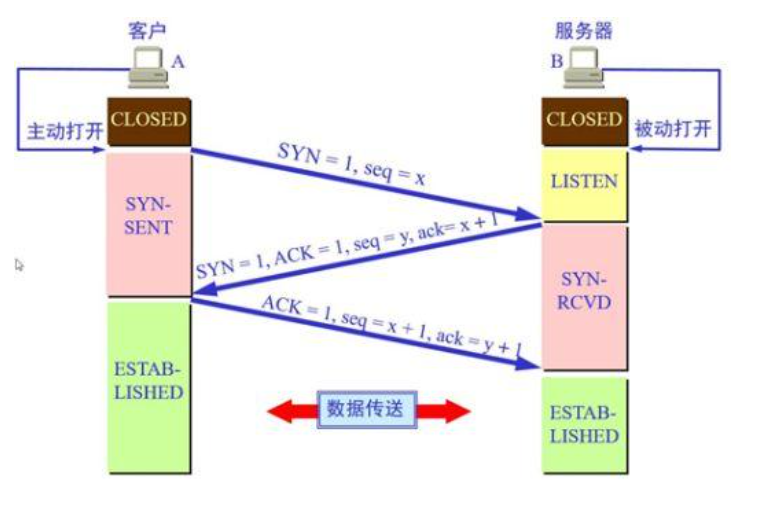 客户
服务器
A
B
CLOSED
CLOSED
主动打开
被动打开
SYN = 1, seq = x
LISTEN
SYN-
SENT
SYN = 1, ACK = 1, seq = y, ack= x + 1
SYN-
RCVD
ACK = 1, seq = x + 1, ack = y + 1
ESTAB-
LISHED
数据传送
ESTAB-
LISHED